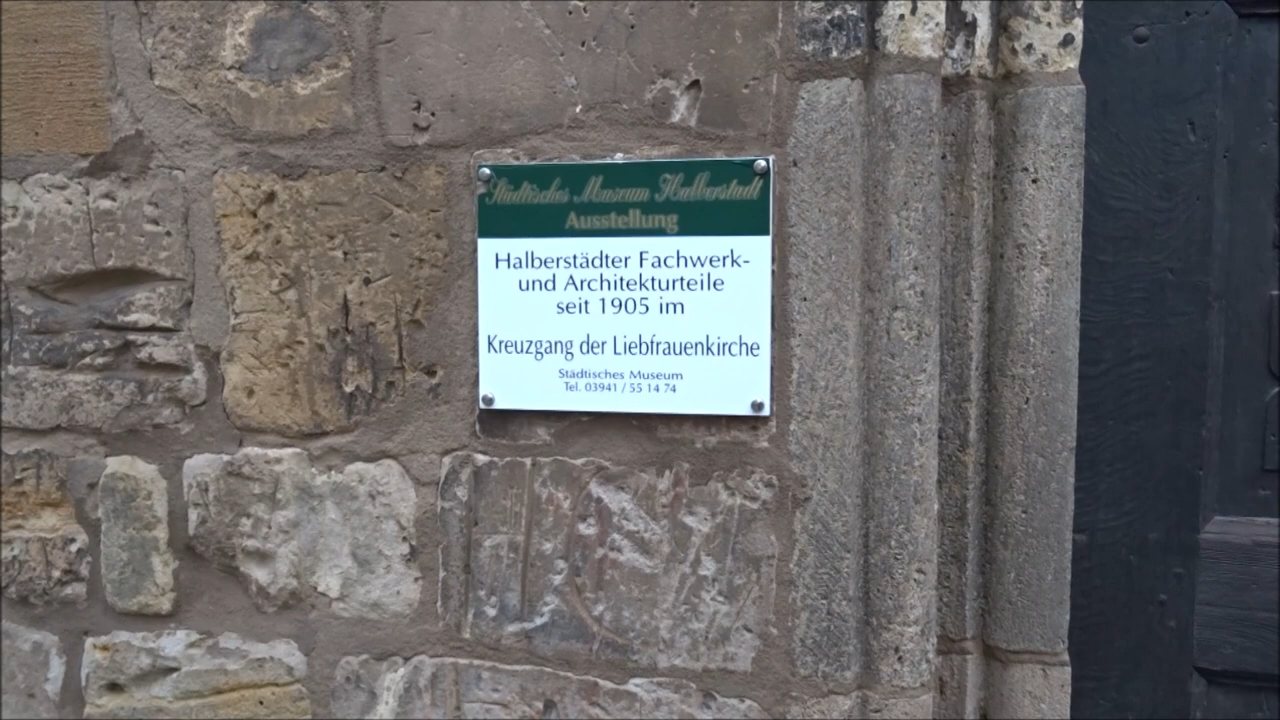 Städtisches Museum Halberstadt
Ausstellung
Halberstädter Fachwerk-
und Architekturteile
seit 1905 im
Kreuzgang der Liebfrauenkirche
Städtisches Museum
Tel. 03941 / 55 14 74